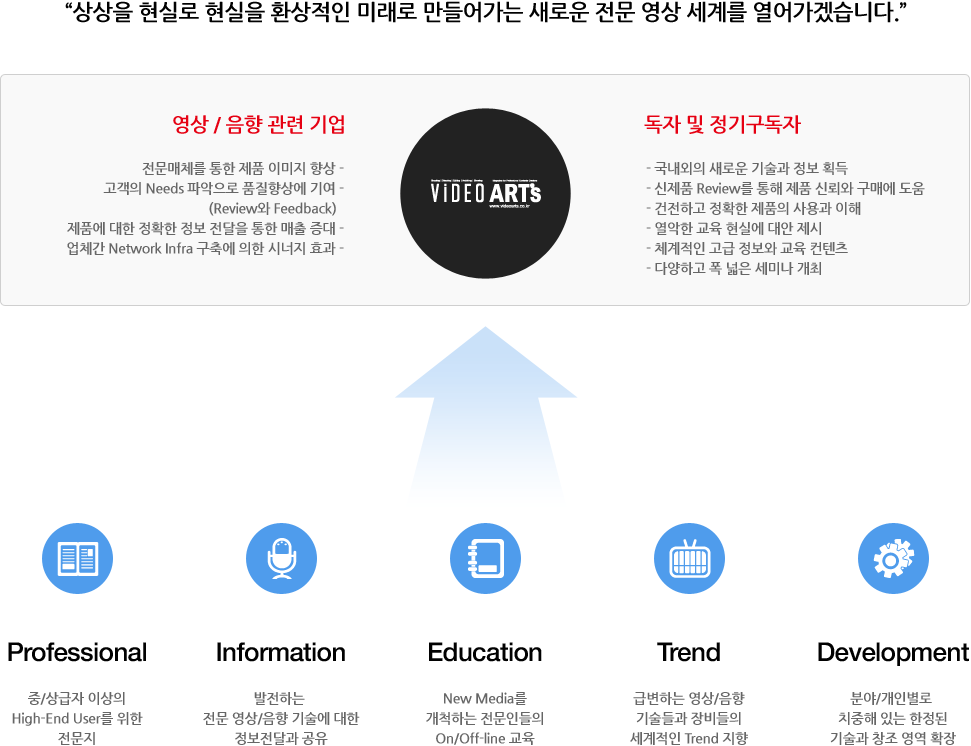 “상상을 현실로 현실을 환상적인 미래로 만들어가는 새로운 전문 영상 세계를 열어가겠습니다.”
영상 / 음향 관련 기업
전문매체를 통한 제품 이미지 향상 -
고객의 Needs 파악으로 품질향상에 기여 -
(Review와 Feedback)
제품에 대한 정확한 정보 전달을 통한 매출 증대 -
업체간 Network Infra 구축에 의한 시너지 효과 -
ViDEO ARTs
www.videoarts.co.kr
독자 및 정기구독자
- 국내외의 새로운 기술과 정보 획득
- 신제품 Review를 통해 제품 신뢰와 구매에 도움
- 건전하고 정확한 제품의 사용과 이해
- 열악한 교육 현실에 대안 제시
- 체계적인 고급 정보와 교육 컨텐츠
- 다양하고 폭 넓은 세미나 개최
Professional
중/상급자 이상의
High-End User를 위한
전문지
Information
발전하는
전문 영상/음향 기술에 대한
정보전달과 공유
Education
New Media를
개척하는 전문인들의
On/Off-line 교육
Trend
급변하는 영상/음향
기술들과 장비들의
세계적인 Trend 지향
Development
분야/개인별로
치중해 있는 한정된
기술과 창조 영역 확장